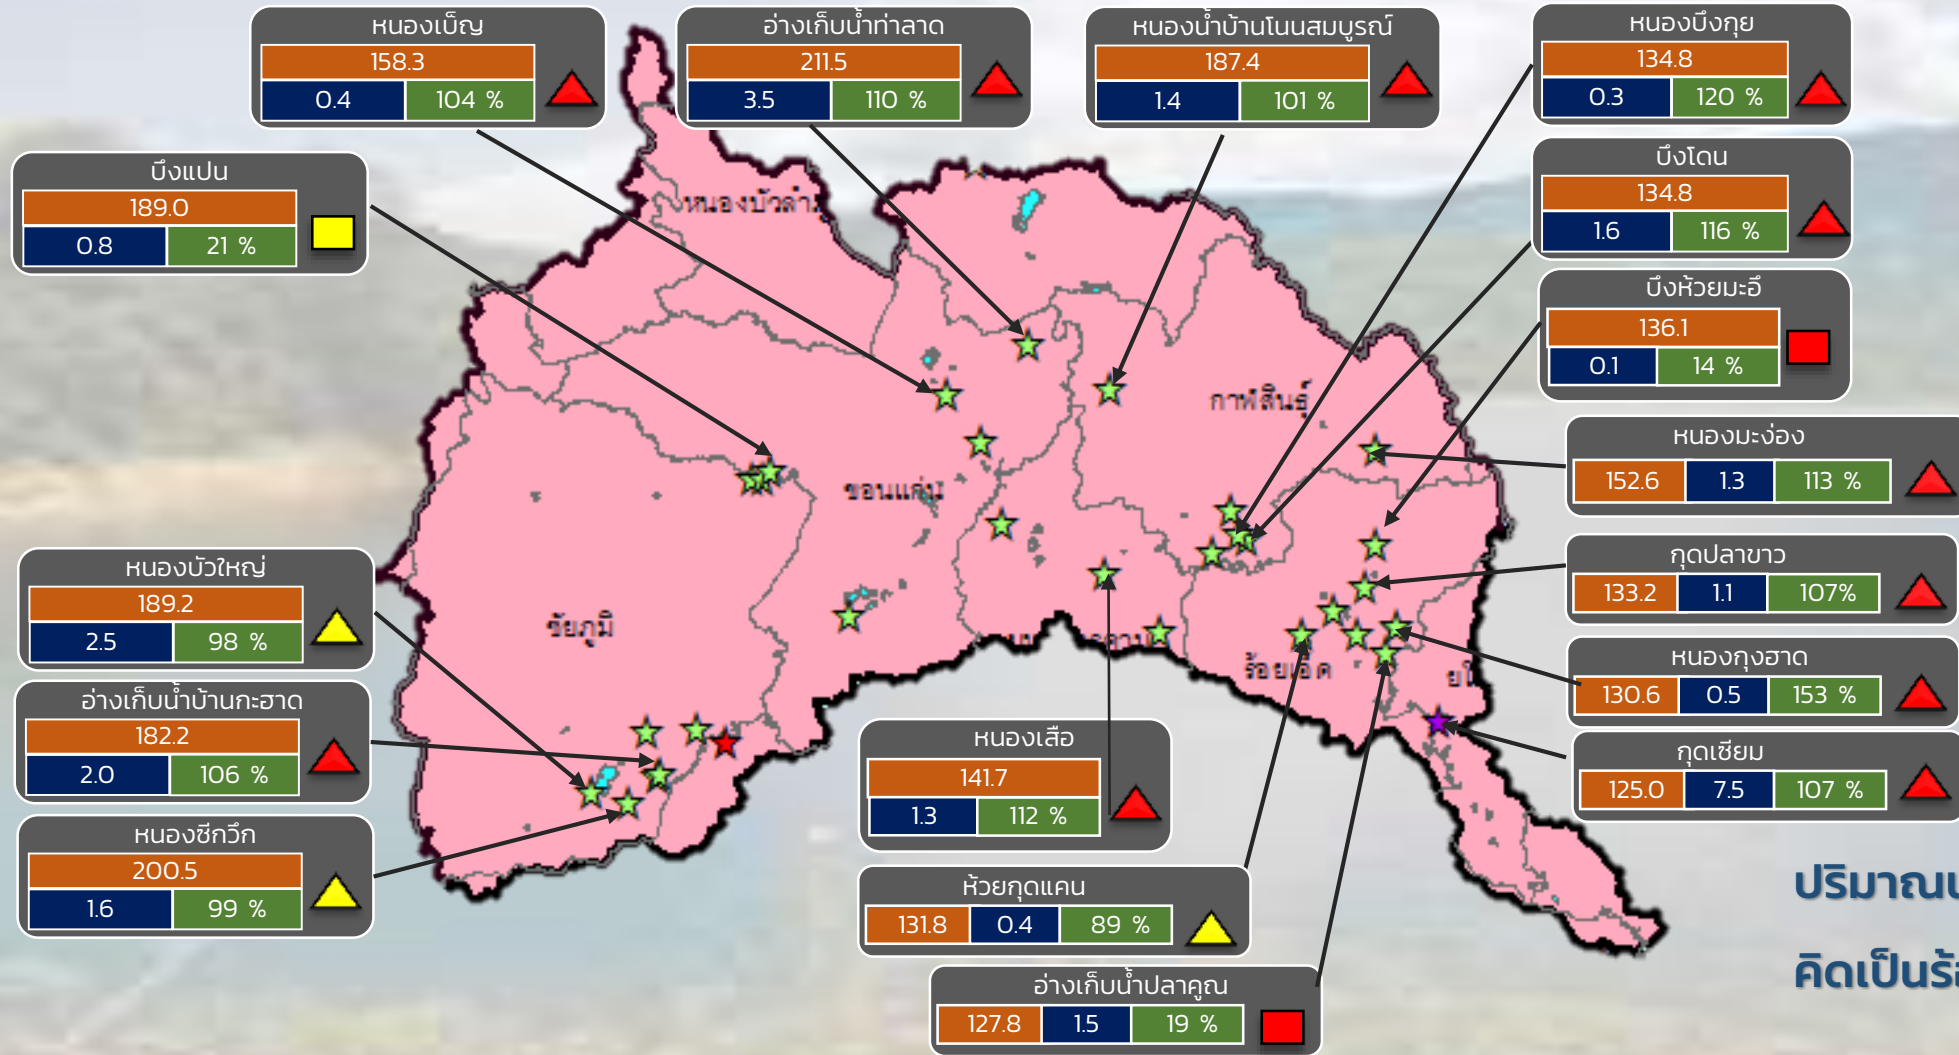 หนองเบ็ญ
158.3
0.4 104 %
อ่างเก็บน้ำท่าลาด
211.5
3.5 110 %
หนองน้ำบ้านโนนสมบูรณ์
187.4
1.4 101 %
หนองบึงกุย
134.8
0.3 120 %
บึงแปน
189.0
0.8 21 %
บึงโดน
134.8
1.6 116 %
บึงห้วยมะอึ
136.1
0.1 14 %
หนองมะง่อง
152.6 1.3 113 %
กุดปลาขาว
133.2 1.1 107%
หนองกุงฮาด
130.6 0.5 153 %
กุดเชียม
125.0 7.5 107 %
หนองบัวใหญ่
189.2
2.5 98 %
อ่างเก็บน้ำบ้านกะฮาด
182.2
2.0 106 %
หนองซีกวึก
200.5
1.6 99 %
หนองเสือ
141.7
1.3 112 %
ห้วยกุดแคน
131.8 0.4 89 %
อ่างเก็บน้ำปลาคูณ
127.8 1.5 19 %
หนองบัวลำภู
กาฬสินธุ์
ขอนแก่น
ชัยภูมิ
ร้อยเอ็ด
ปริมาณ
คิดเป็นร้อ